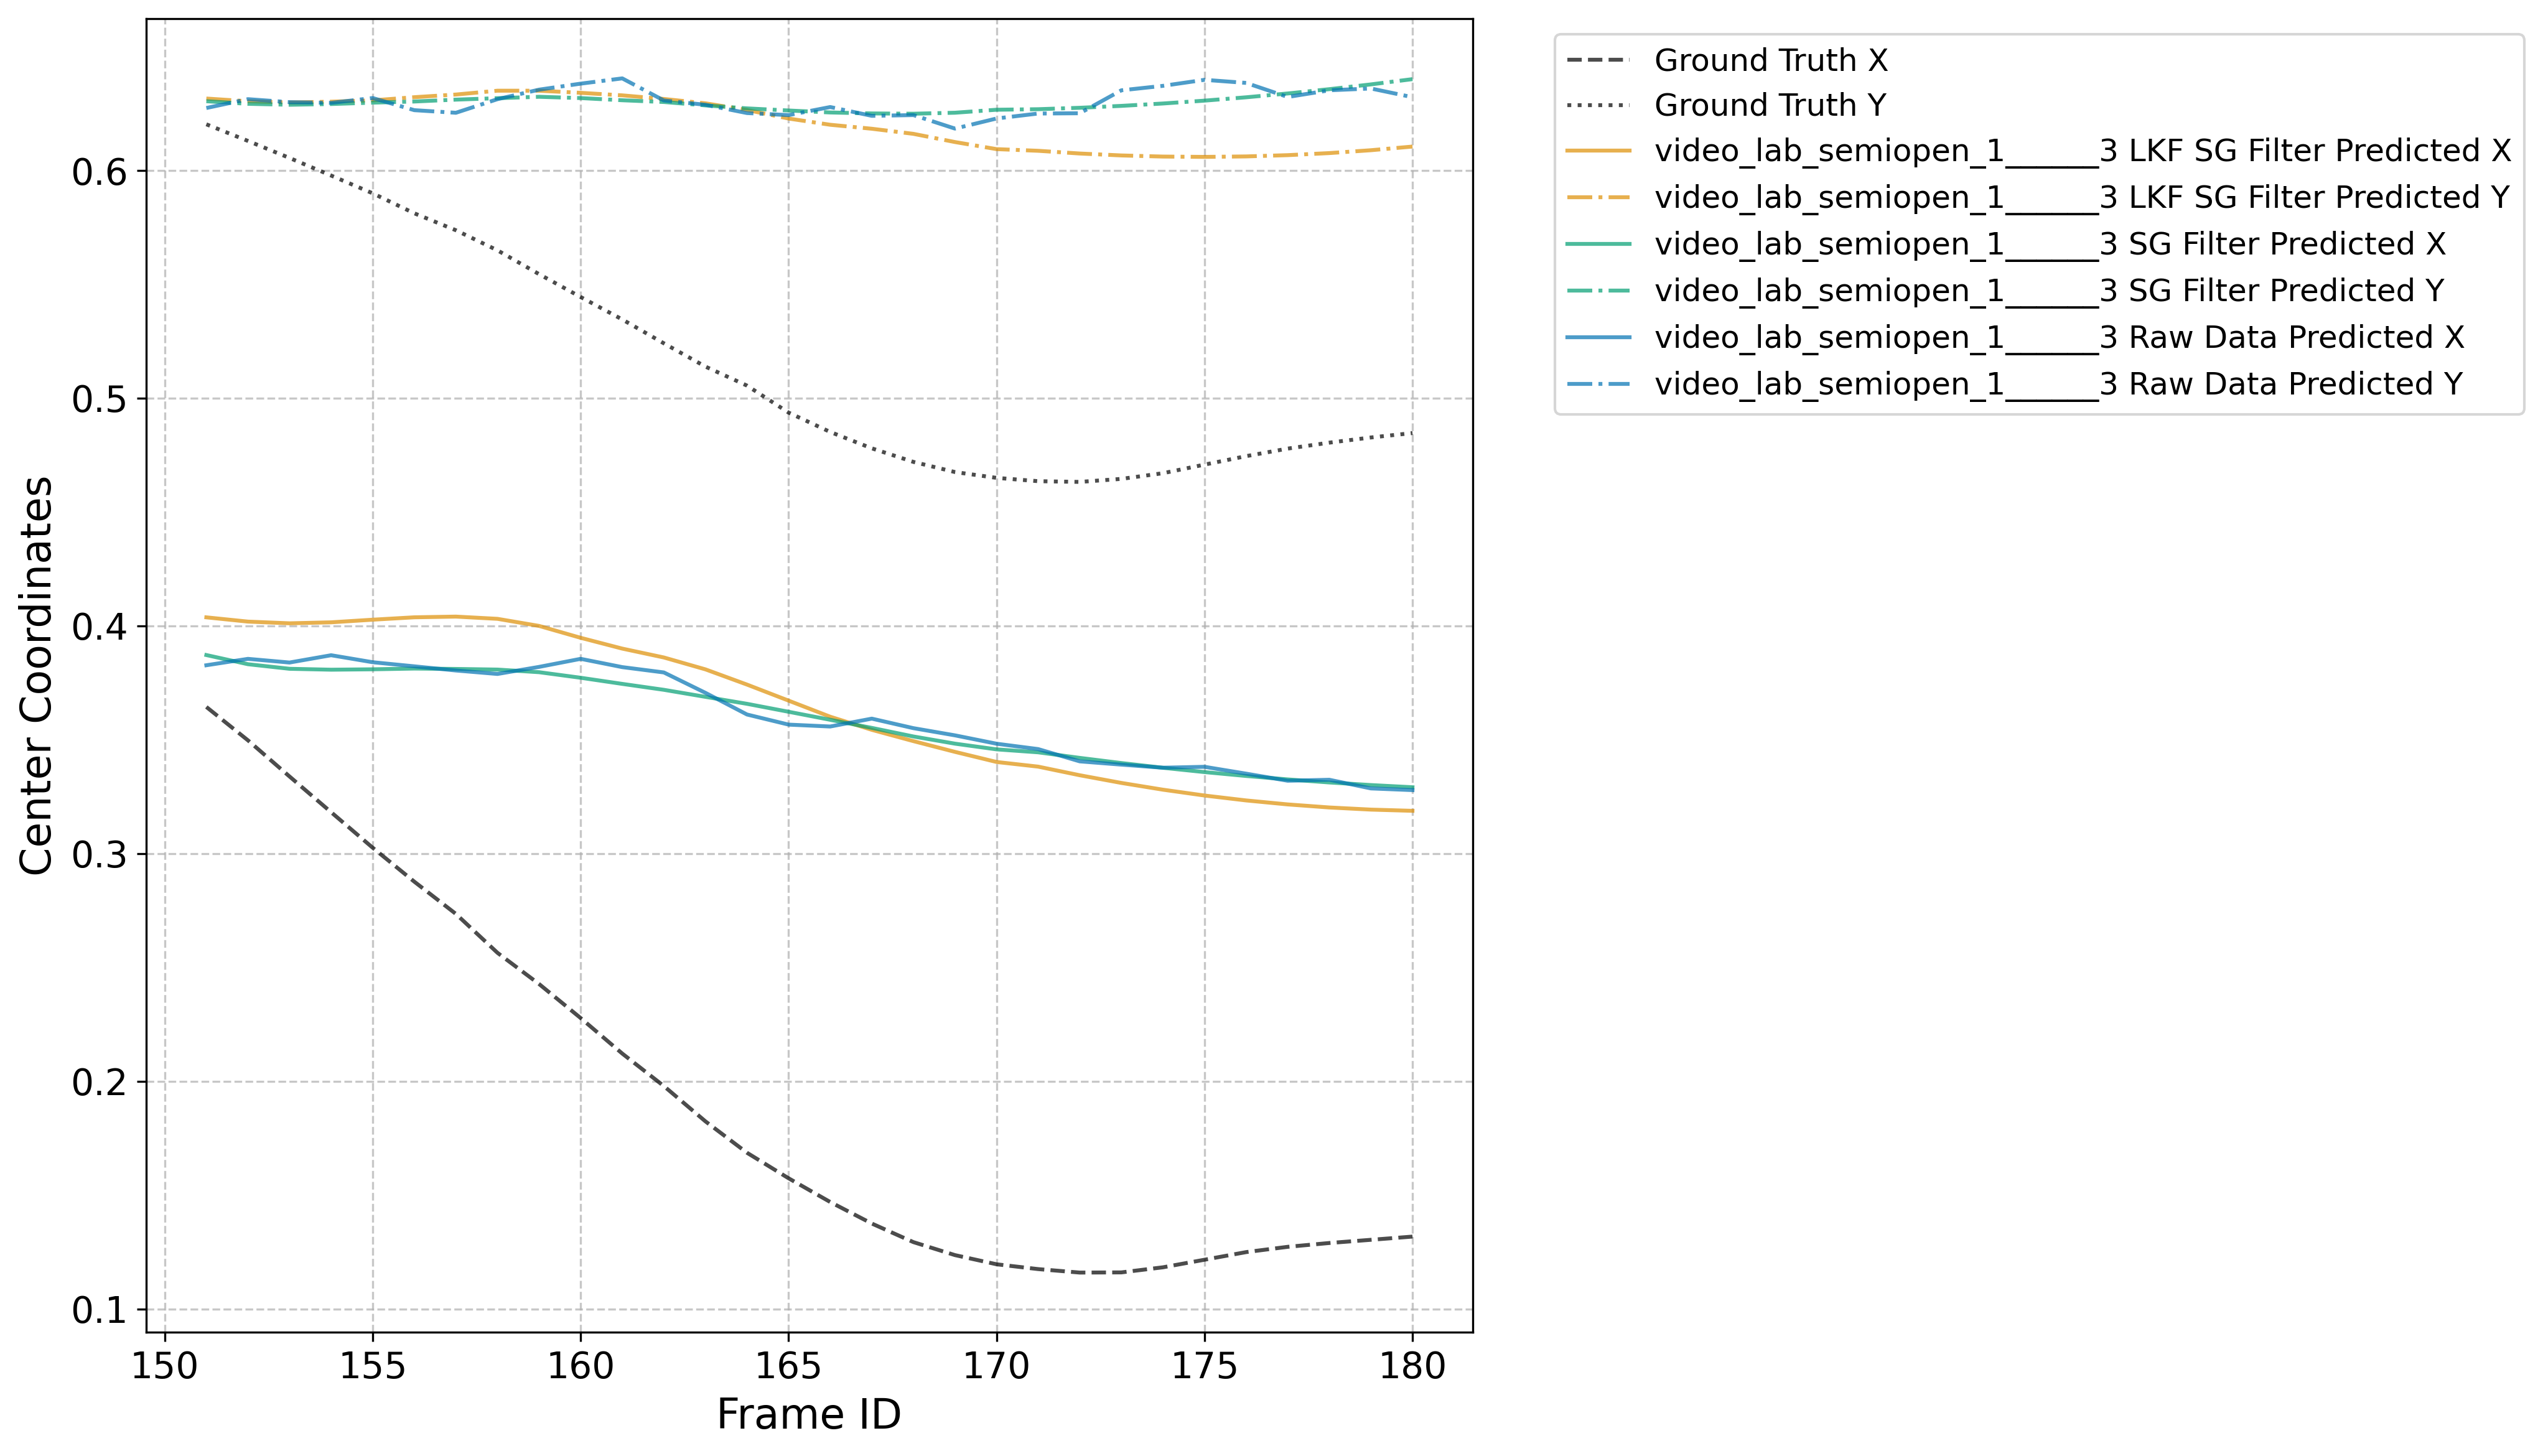 Ground Truth X
Ground Truth Y
video_lab_semiopen_1______3 LKF SG Filter Predicted X
video_lab_semiopen_1______3 LKF SG Filter Predicted Y
video_lab_semiopen_1______3 SG Filter Predicted X
video_lab_semiopen_1______3 SG Filter Predicted Y
video_lab_semiopen_1______3 Raw Data Predicted X
video_lab_semiopen_1______3 Raw Data Predicted Y
Center Coordinates
0.6
0.5
0.4
0.3
0.2
0.1
150 155 160 165 170 175 180
Frame ID